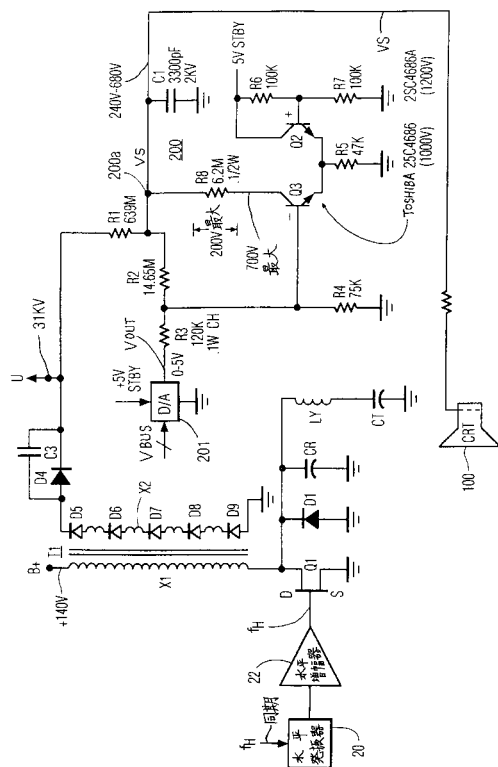 B+
+140V
T1
X1
X2
D5
D6
D7
D8
D9
D4
C3
U
31KV
R1
639M
200a
VS
240V-680V
C1
3300pF
2KV
200
R2
14.65M
R8
6.2M
.1/2W
200V最大
700V
最大
5V STBY
R6
100K
Q2
+
R7
100K
Q3
-
R5
47K
2SC4686A
(1200V)
TOSHIBA 25C4686
(1000V)
R4
75K
R3
120K
.1W CH
VOUT
0-5V
+5V
STBY
D/A
V BUS
201
LY
CT
CR
D1
Q1
D
S
fH
22
水平
増幅器
fH
同期
水平
発振器
20
VS
CRT
100